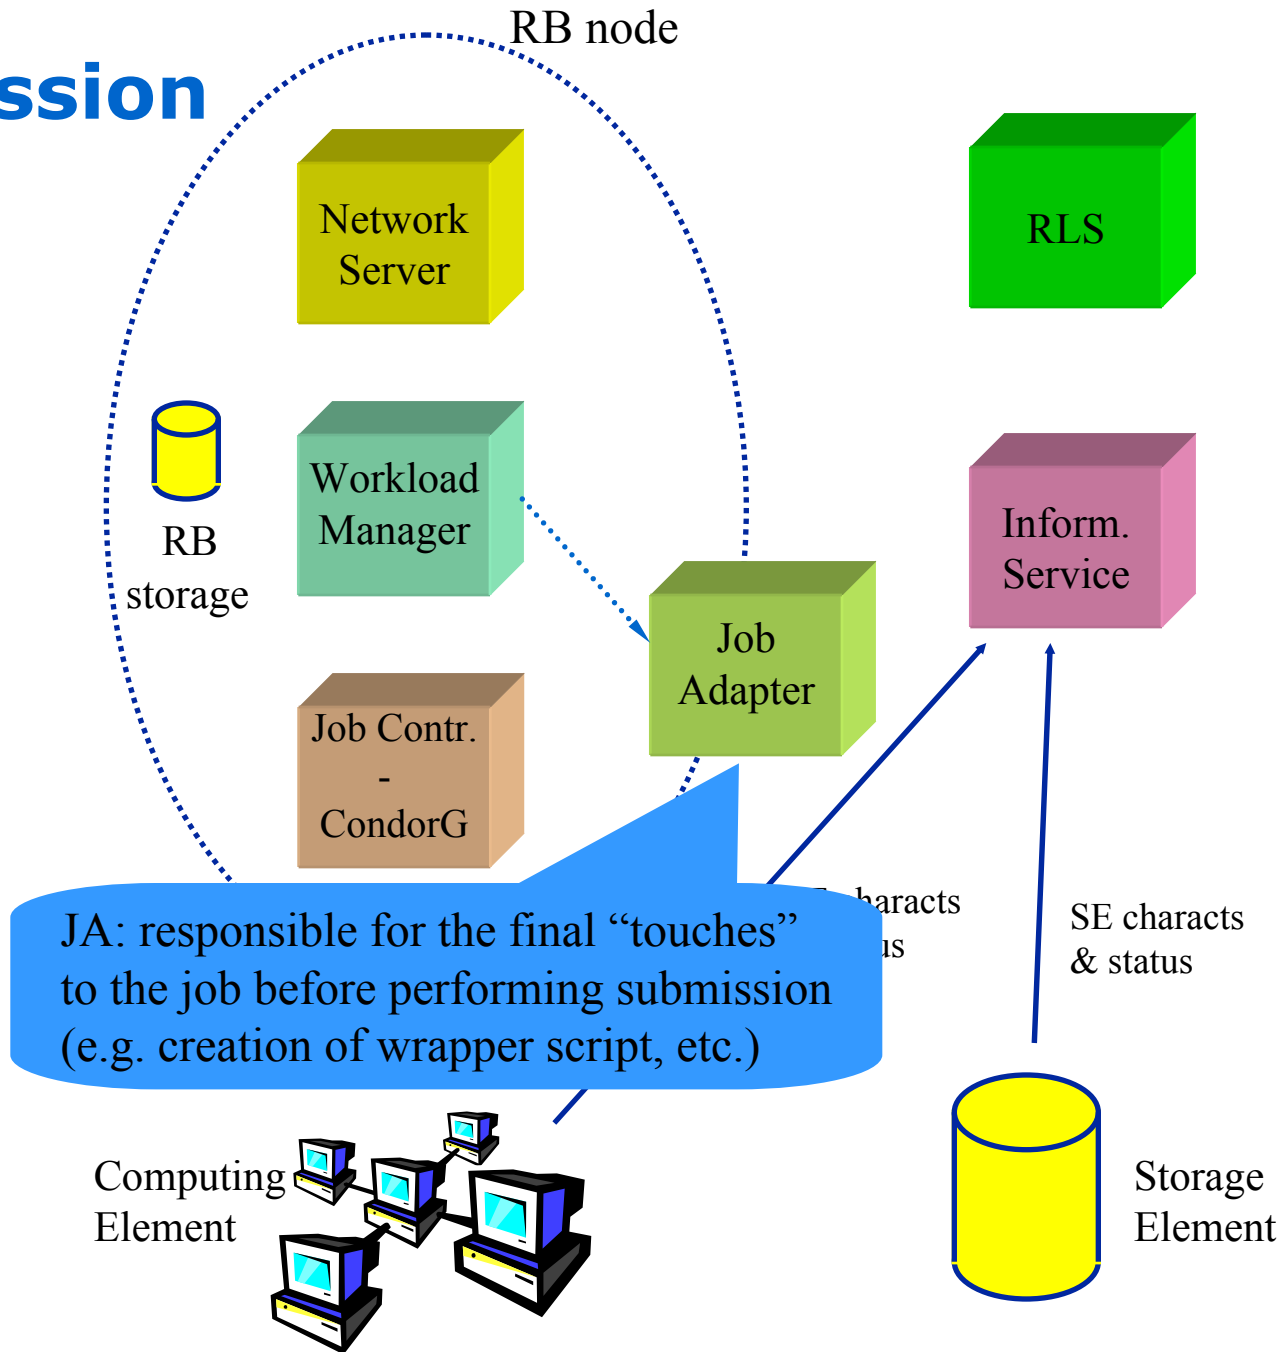 RB node
ssion
Network
Server
RLS
Workload
Manager
RB
storage
Inform.
Service
Job
Adapter
Job Contr.
-
CondorG
characts
SE characts
& status
JA: responsible for the final “touches”
to the job before performing submission
(e.g. creation of wrapper script, etc.)
Computing
Element
Storage
Element